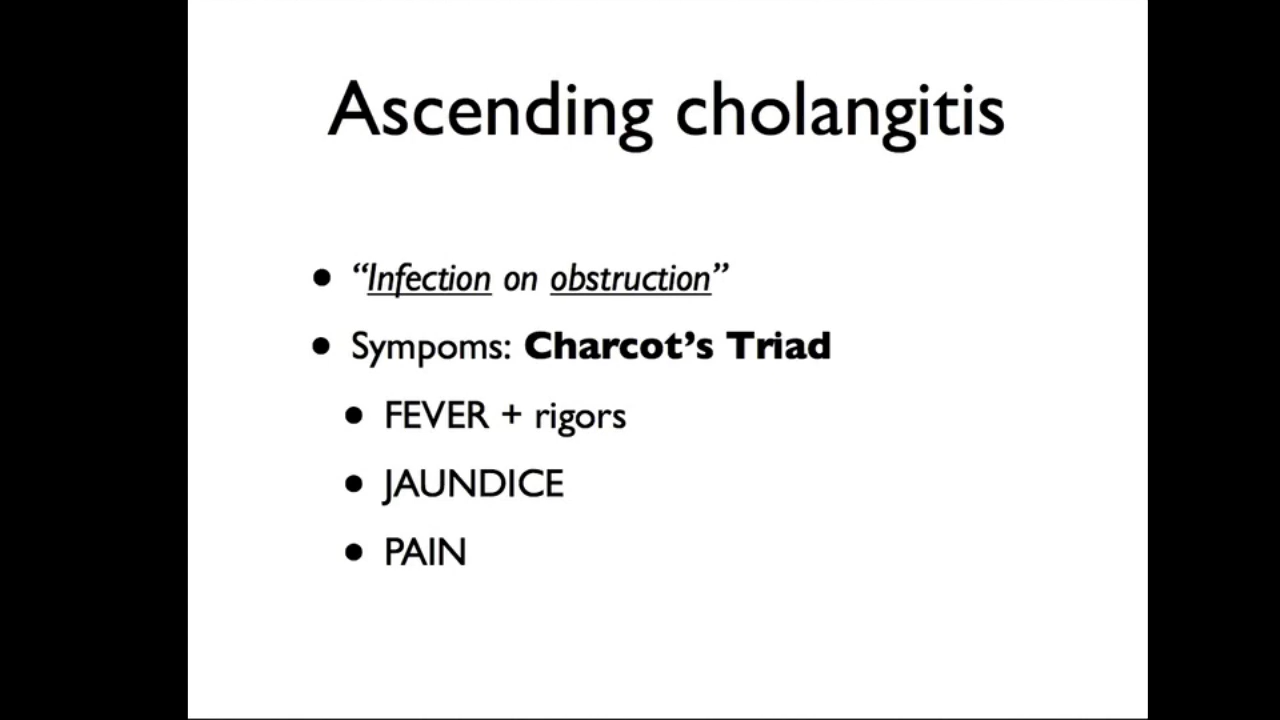 Ascending cholangitis
• “Infection on obstruction”
• Sympoms: Charcot’s Triad
• FEVER + rigors
• JAUNDICE
• PAIN